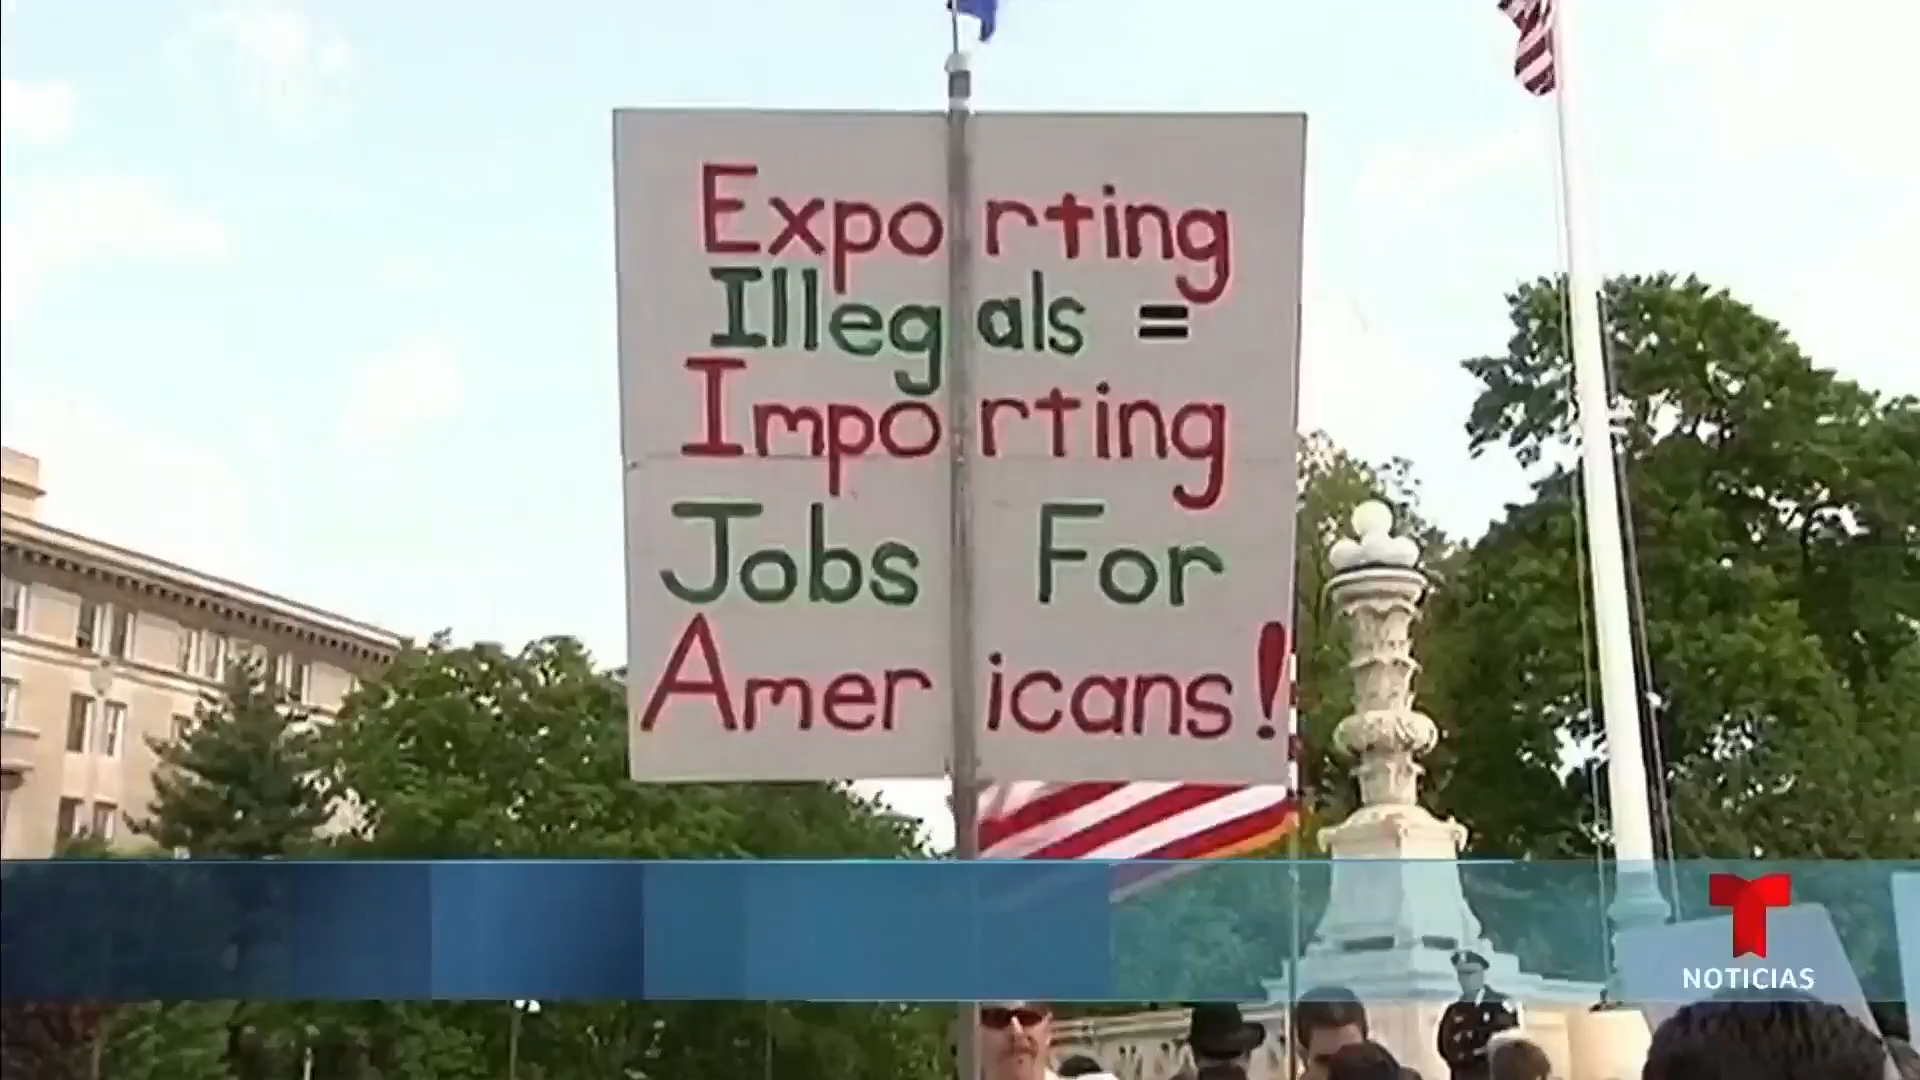 Exporting
Illegals =
Importing
Jobs For
Americans!
NOTICIAS